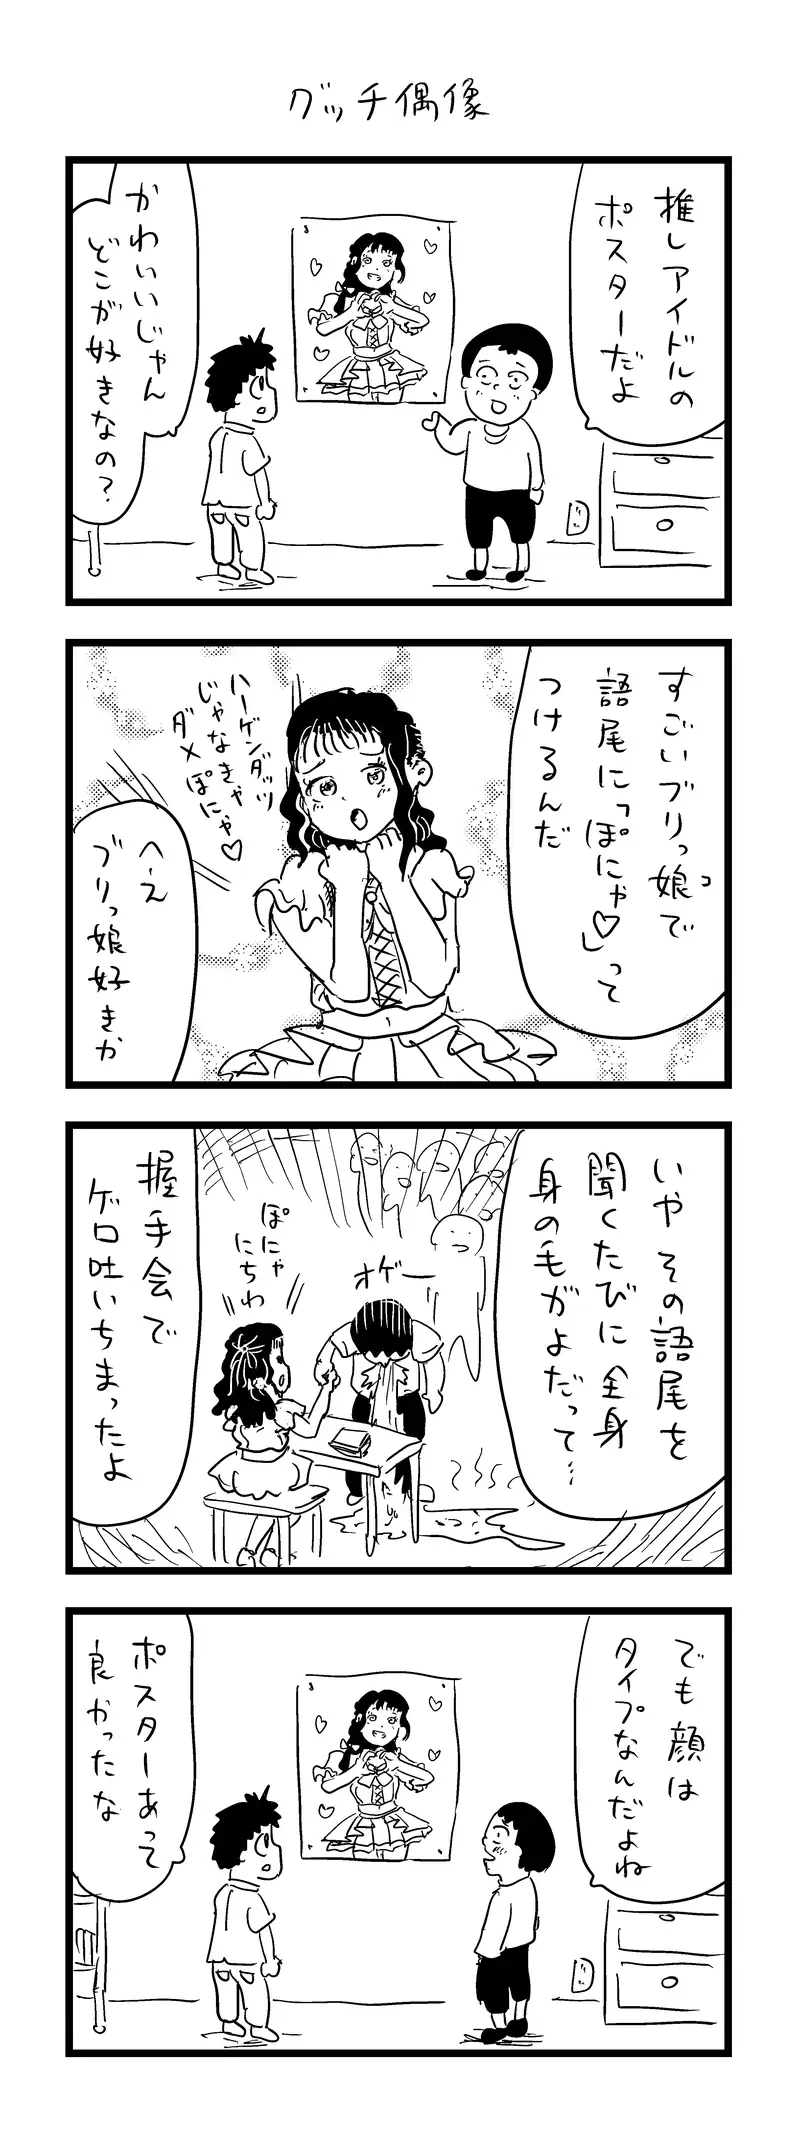 グッチ偶像
推しアイドルの
ポスターだよ
かわいいじゃん
どこが好きなの？
すごいブリっ娘で
コ
語尾に「ぽにゃ♡」って
つけるんだ
ハーゲンダッツ
じゃなきゃ
ダメぽにゃ♡
へーえ
ブリっ娘好きか
いや その語尾を
聞くたびに全身
身の毛がよだって…
オゲー
ぽにゃ
にちわ
握手会で
ゲロ吐いちまったよ
でも顔は
タイプなんだよね
ポスターあって
良かったな